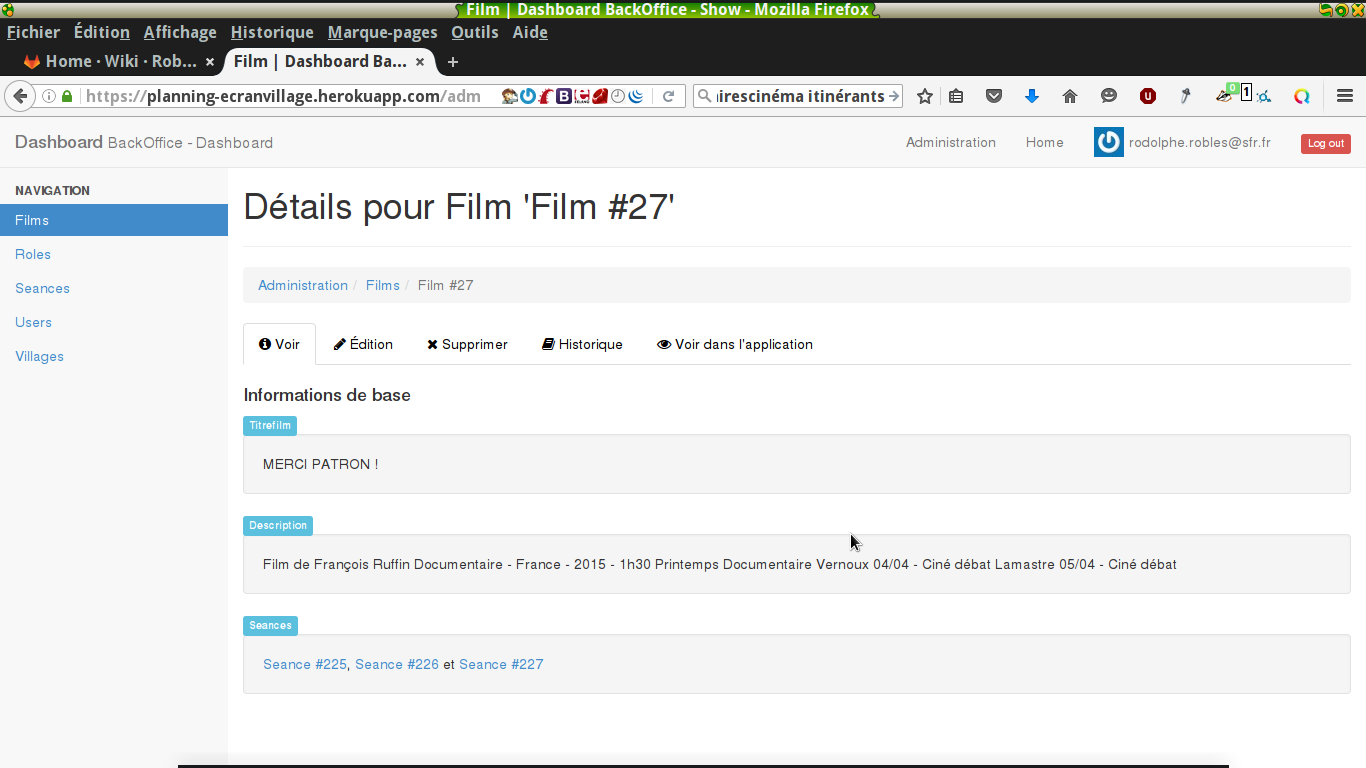 Film | Dashboard BackOffice - Show - Mozilla Firefox
Fichier Édition Affichage Historique Marque-pages Outils Aide
Home · Wiki · Rob... × Film | Dashboard Ba... × +
https://planning-ecranvillage.herokuapp.com/adm irescinéma itinérants 0 1
Dashboard BackOffice - Dashboard Administration Home rodolphe.robles@sfr.fr Log out
NAVIGATION
Films
Roles
Seances
Users
Villages
Détails pour Film 'Film #27'
Administration / Films / Film #27
Voir Édition Supprimer Historique Voir dans l'application
Informations de base
Titrefilm
MERCI PATRON !
Description
Film de François Ruffin Documentaire - France - 2015 - 1h30 Printemps Documentaire Vernoux 04/04 - Ciné débat Lamastre 05/04 - Ciné débat
Seances
Seance #225, Seance #226 et Seance #227